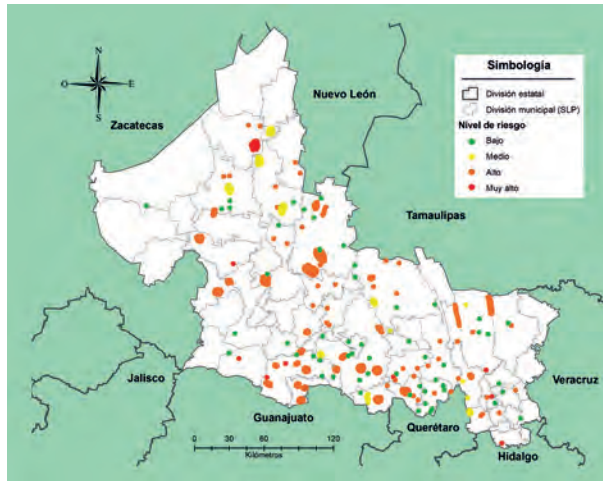 N
O
E
S
Zacatecas
Nuevo León
Tamaulipas
Veracruz
Hidalgo
Querétaro
Guanajuato
Jalisco
Simbología
División estatal
División municipal (SLP)
Nivel de riesgo
Bajo
Medio
Alto
Muy alto
0 30 60 120
Kilómetros